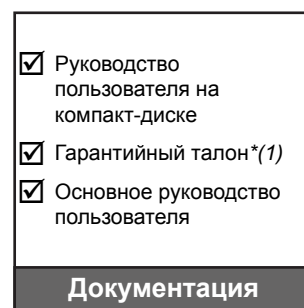 Руководство
пользователя на
компакт-диске
Гарантийный талон*(1)
Основное руководство
пользователя
Документация